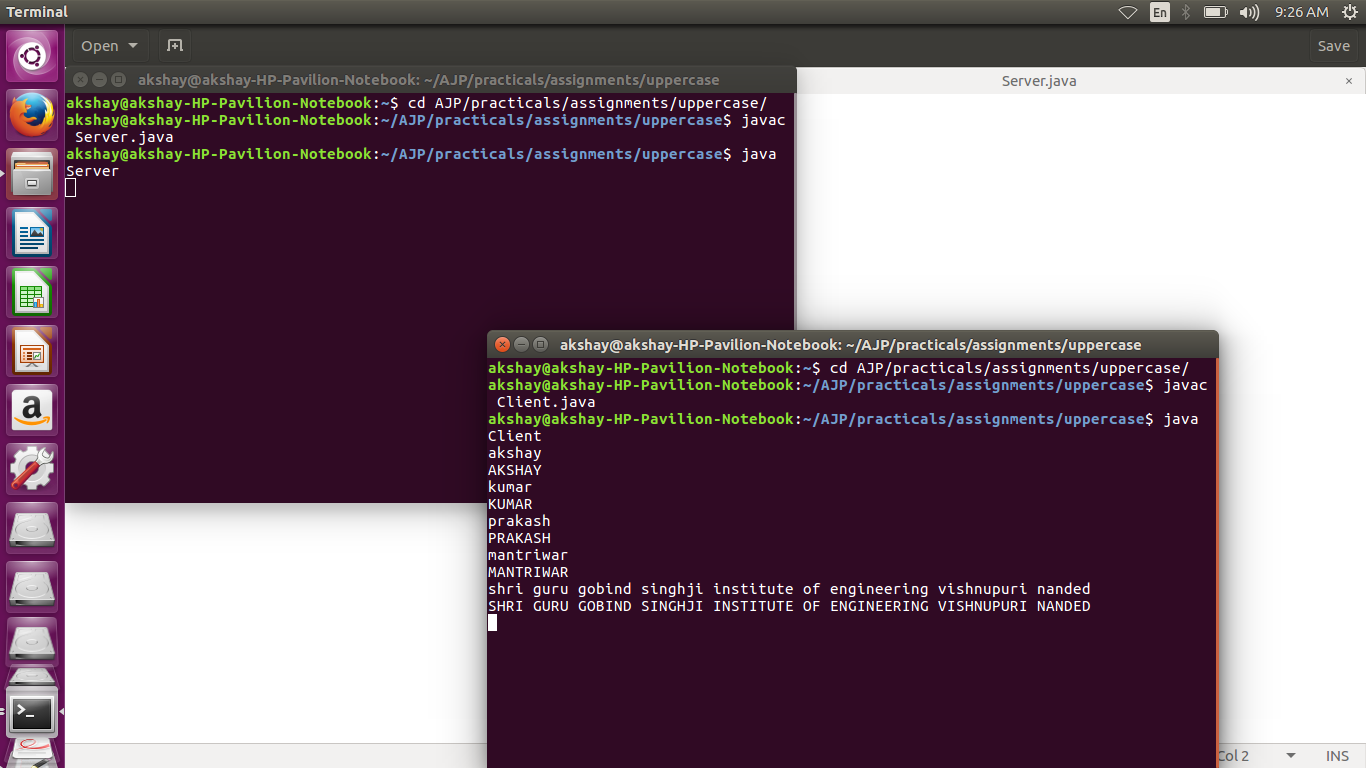 Terminal
En
9:26 AM
Open
Save
akshay@akshay-HP-Pavilion-Notebook: ~/AJP/practicals/assignments/uppercase
Server.java
akshay@akshay-HP-Pavilion-Notebook:~$ cd AJP/practicals/assignments/uppercase/
akshay@akshay-HP-Pavilion-Notebook:~/AJP/practicals/assignments/uppercase$ javac
Server.java
akshay@akshay-HP-Pavilion-Notebook:~/AJP/practicals/assignments/uppercase$ java
Server
akshay@akshay-HP-Pavilion-Notebook: ~/AJP/practicals/assignments/uppercase
akshay@akshay-HP-Pavilion-Notebook:~$ cd AJP/practicals/assignments/uppercase/
akshay@akshay-HP-Pavilion-Notebook:~/AJP/practicals/assignments/uppercase$ javac
Client.java
akshay@akshay-HP-Pavilion-Notebook:~/AJP/practicals/assignments/uppercase$ java
Client
akshay
AKSHAY
kumar
KUMAR
prakash
PRAKASH
mantriwar
MANTRIWAR
shri guru gobind singhji institute of engineering vishnupuri nanded
SHRI GURU GOBIND SINGHJI INSTITUTE OF ENGINEERING VISHNUPURI NANDED
Col 2
INS